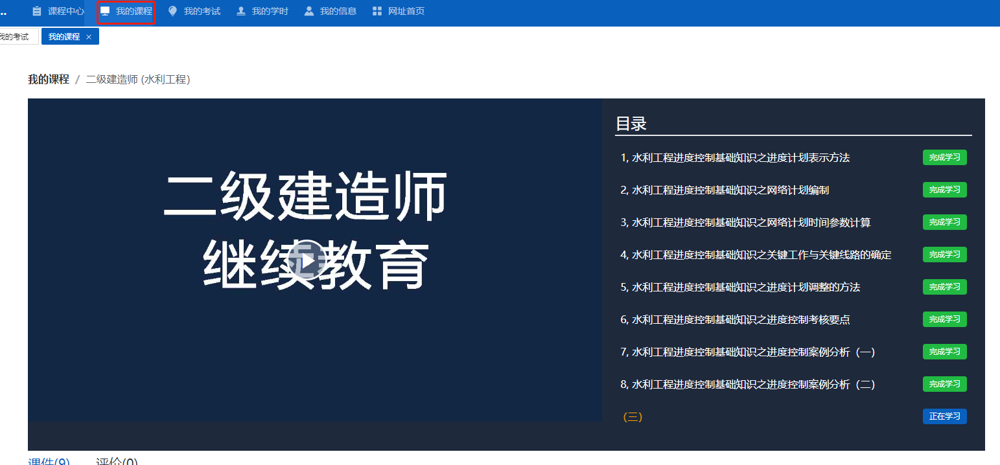 课程中心 我的课程 我的考试 我的学时 我的信息 网址首页
我的考试 我的课程 ×
我的课程 / 二级建造师 (水利工程)
二级建造师
继续教育
目录
1, 水利工程进度控制基础知识之进度计划表示方法 完成学习
2, 水利工程进度控制基础知识之网络计划编制 完成学习
3, 水利工程进度控制基础知识之网络计划时间参数计算 完成学习
4, 水利工程进度控制基础知识之关键工作与关键线路的确定 完成学习
5, 水利工程进度控制基础知识之进度计划调整的方法 完成学习
6, 水利工程进度控制基础知识之进度控制考核要点 完成学习
7, 水利工程进度控制基础知识之进度控制案例分析（一） 完成学习
8, 水利工程进度控制基础知识之进度控制案例分析（二） 完成学习
（三） 正在学习
课件(9) 评价(0)